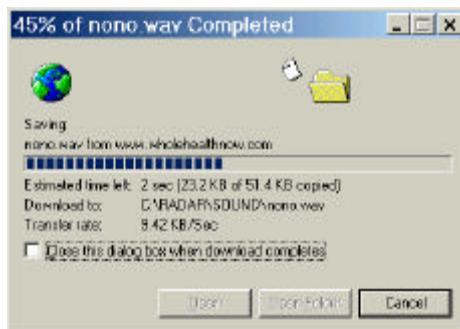 45% of nono.wav Completed
Saving:
nono.wav from www.wholehealthnow.com
Estimated time left: 2 sec (23.2 KB of 51.4 KB copied)
Download to: C:\RADAR\SOUND\nono.wav
Transfer rate: 9.42 KB/Sec
Close this dialog box when download completes
Open Open Folder Cancel